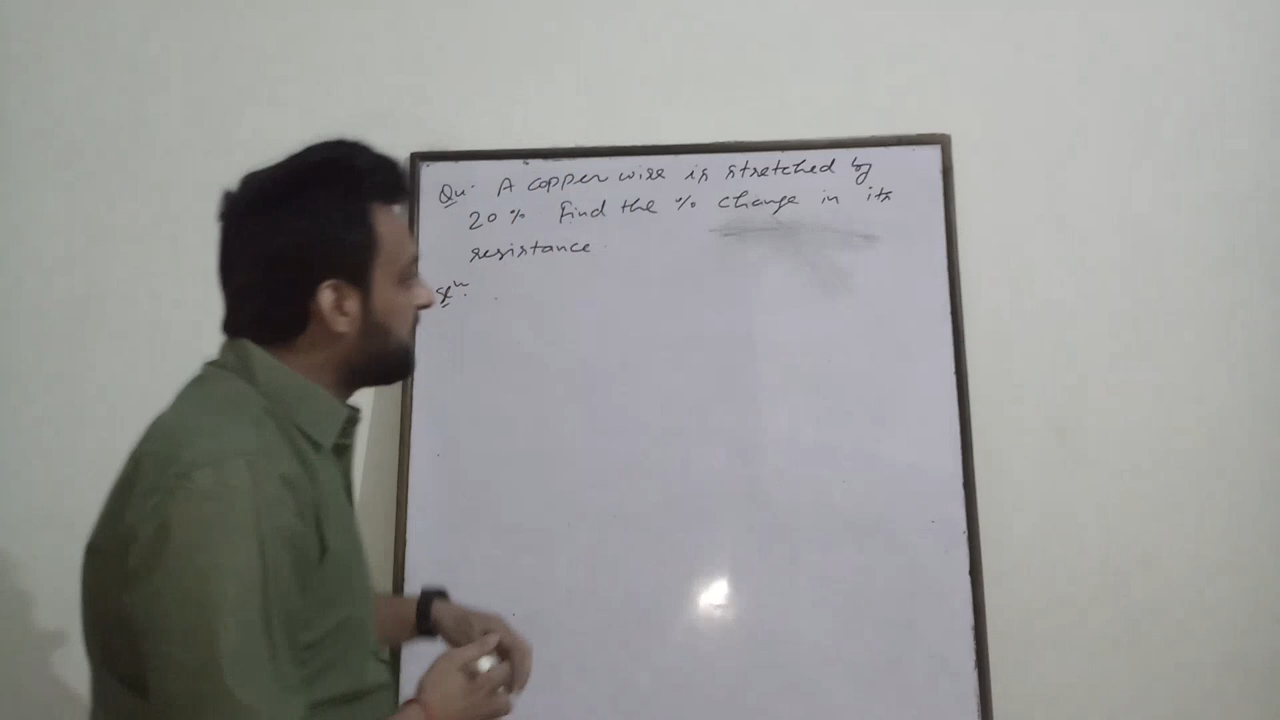 Qu. A copper wire is stretched by
20% Find the % change in its
resistance
Solⁿ.